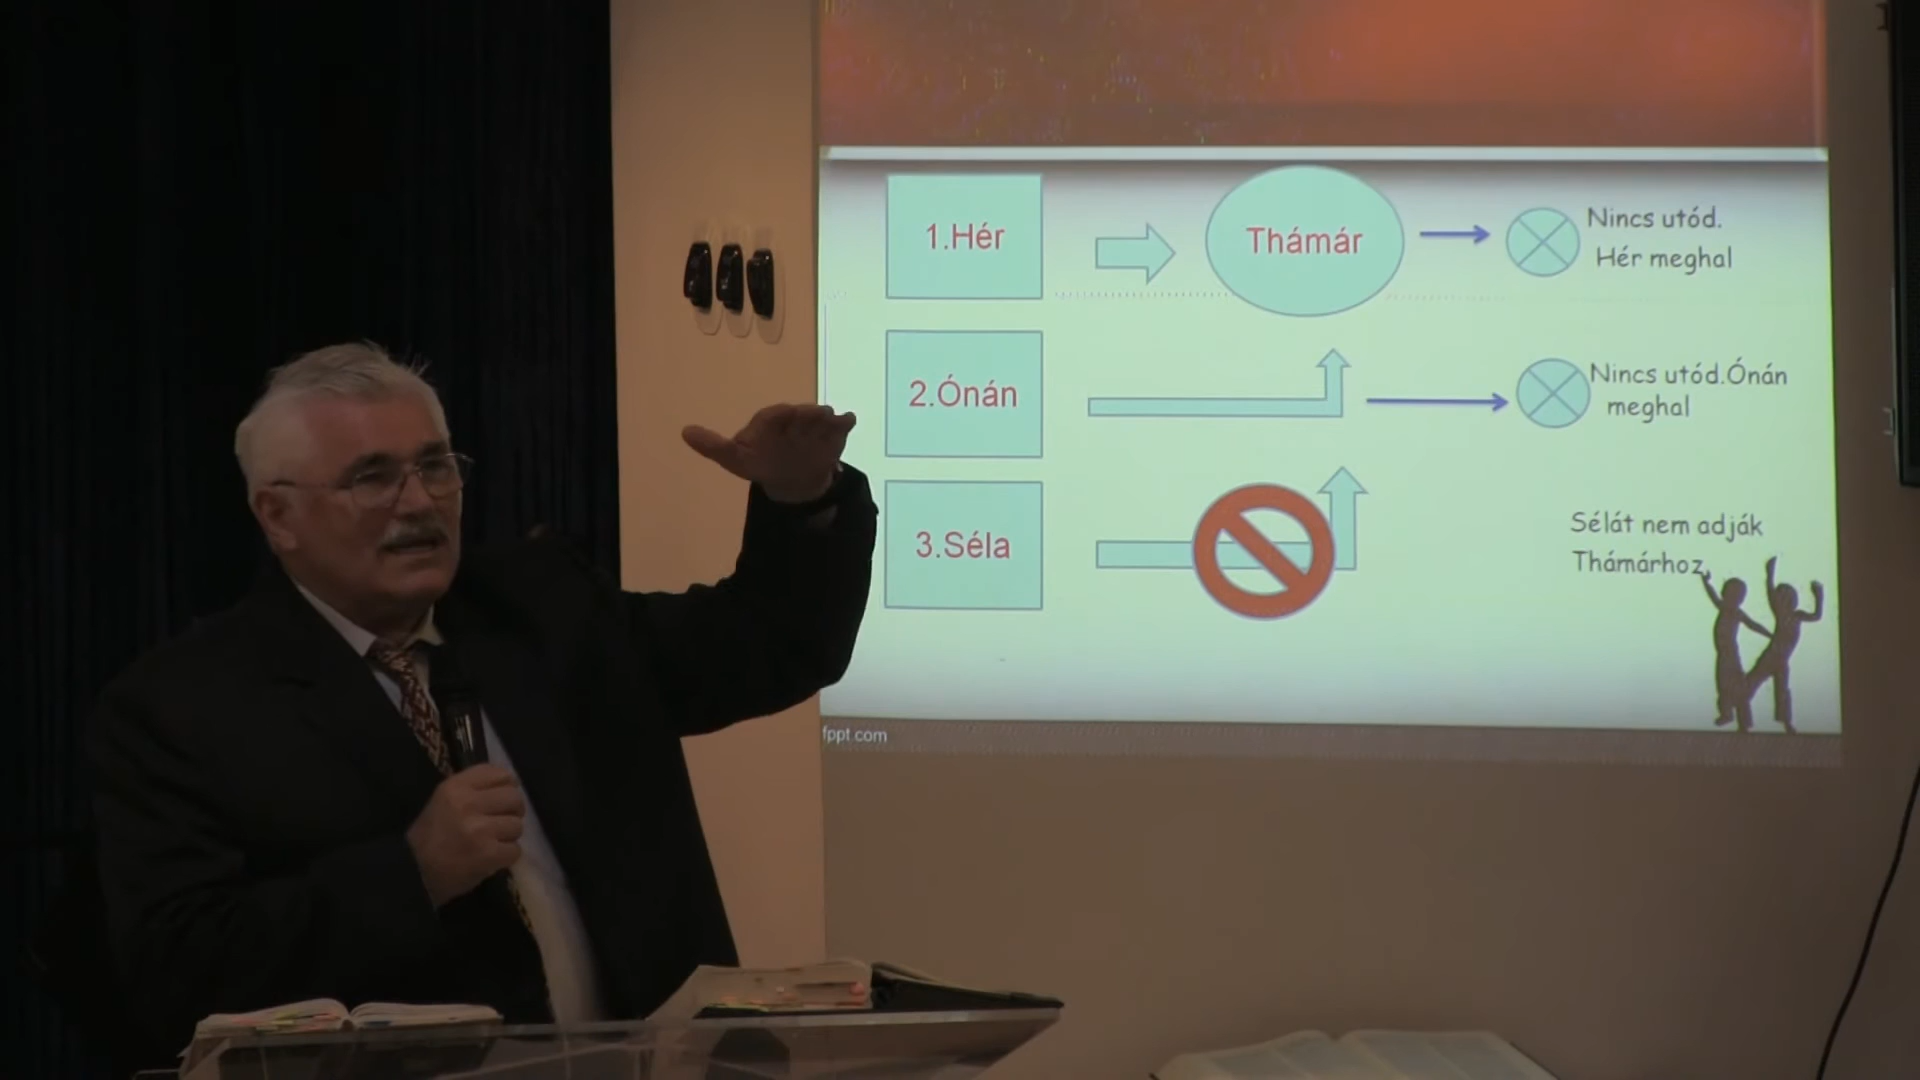 1.Hér
Thámár
Nincs utód.
Hér meghal
2.Ónán
Nincs utód.Ónán
meghal
3.Séla
Sélát nem adják
Thámárhoz
fppt.com